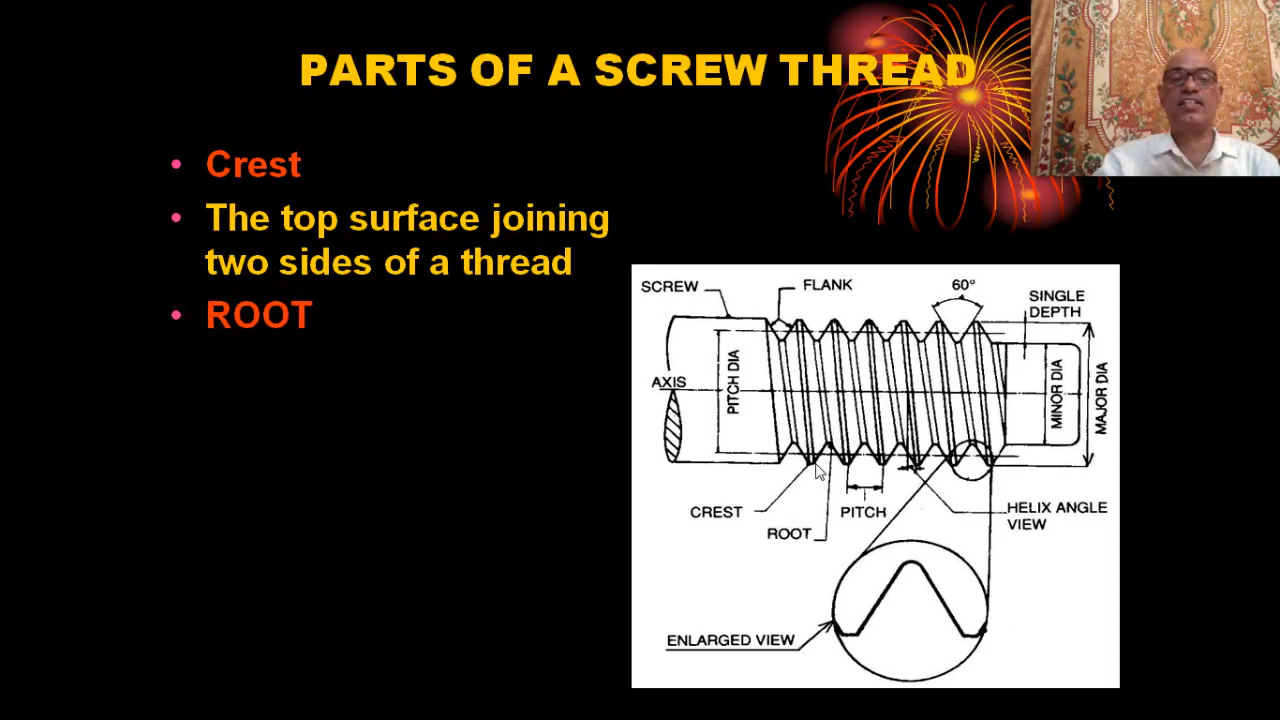 PARTS OF A SCREW THREAD
Crest
The top surface joining
two sides of a thread
ROOT
SCREW
FLANK
60°
SINGLE
DEPTH
AXIS
PITCH DIA
MINOR DIA
MAJOR DIA
CREST
PITCH
ROOT
HELIX ANGLE
VIEW
ENLARGED VIEW